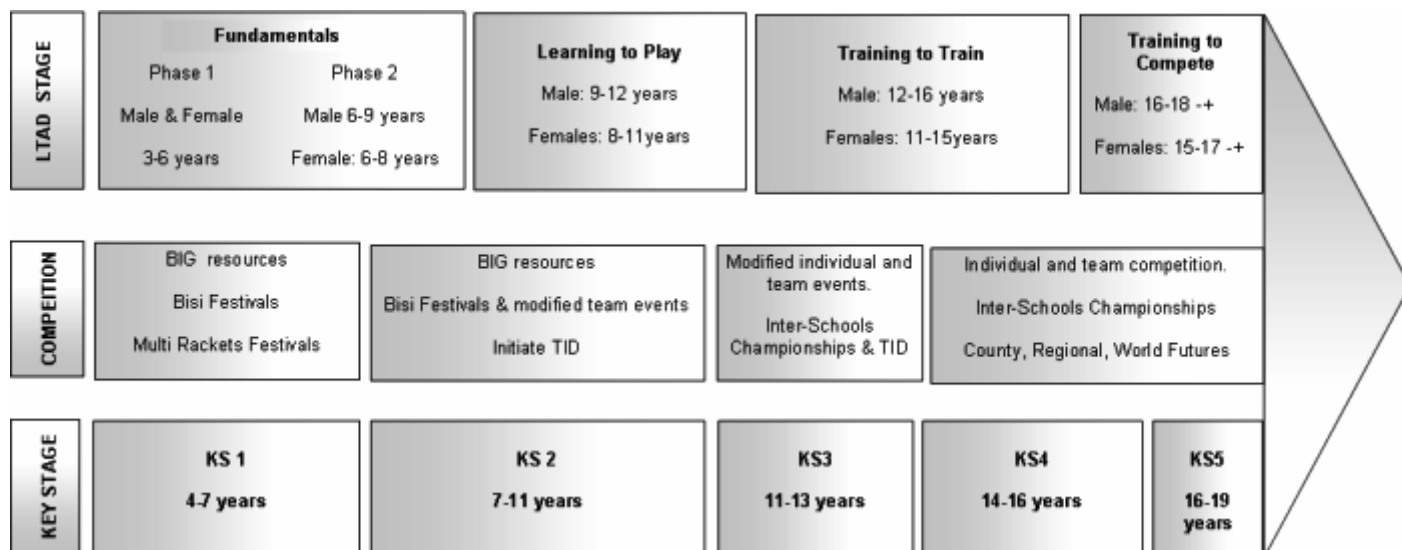 LTAD STAGE
Fundamentals
Phase 1
Male & Female
3-6 years
Phase 2
Male 6-9 years
Female: 6-8 years
Learning to Play
Male: 9-12 years
Females: 8-11years
Training to Train
Male: 12-16 years
Females: 11-15years
Training to
Compete
Male: 16-18 -+
Females: 15-17 -+
COMPEITION
BIG resources
Bisi Festivals
Multi Rackets Festivals
BIG resources
Bisi Festivals & modified team events
Initiate TID
Modified individual and
team events.
Inter-Schools
Championships & TID
Individual and team competition.
Inter-Schools Championships
County, Regional, World Futures
KEY STAGE
KS 1
4-7 years
KS 2
7-11 years
KS3
11-13 years
KS4
14-16 years
KS5
16-19
years